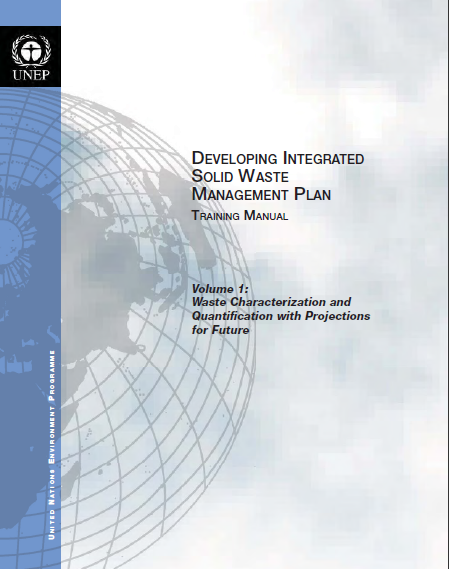 UNEP
DEVELOPING INTEGRATED
SOLID WASTE
MANAGEMENT PLAN
TRAINING MANUAL
Volume 1:
Waste Characterization and
Quantification with Projections
for Future
UNITED NATIONS ENVIRONMENT PROGRAMME